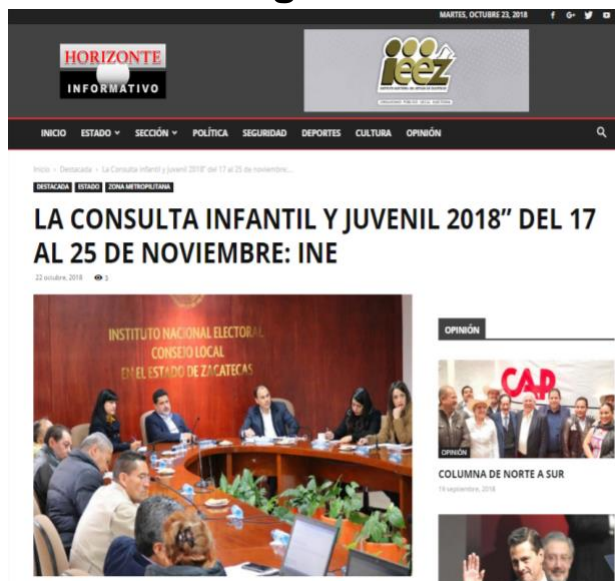 MARTES, OCTUBRE 23, 2018
HORIZONTE
INFORMATIVO
ieez
INICIO ESTADO SECCIÓN POLÍTICA SEGURIDAD DEPORTES CULTURA OPINIÓN
Inicio › Destacada › La Consulta Infantil y Juvenil 2018" del 17 al 25 de noviembre...
DESTACADA ESTADO ZONA METROPOLITANA
LA CONSULTA INFANTIL Y JUVENIL 2018” DEL 17
AL 25 DE NOVIEMBRE: INE
22 octubre, 2018 3
INSTITUTO NACIONAL ELECTORAL
CONSEJO LOCAL
EN EL ESTADO DE ZACATECAS
OPINIÓN
CAP
OPINIÓN
COLUMNA DE NORTE A SUR
19 septiembre, 2018